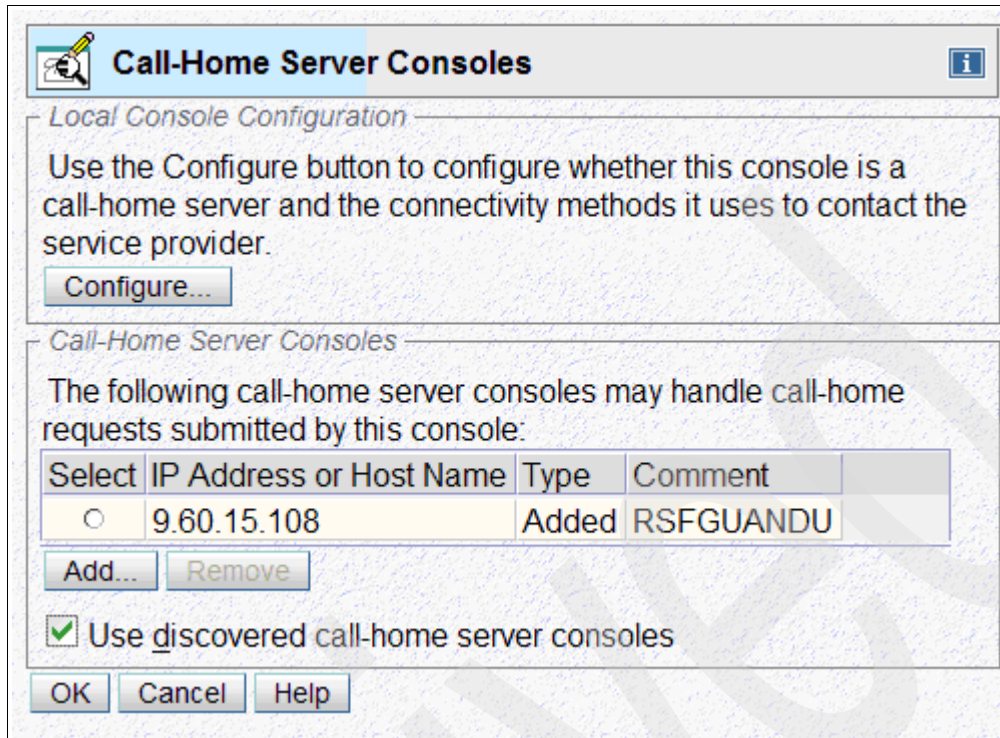 Call-Home Server Consoles
Local Console Configuration
Use the Configure button to configure whether this console is a
call-home server and the connectivity methods it uses to contact the
service provider.
Configure...
Call-Home Server Consoles
The following call-home server consoles may handle call-home
requests submitted by this console:
Select IP Address or Host Name Type Comment
9.60.15.108 Added RSFGUANDU
Add... Remove
Use discovered call-home server consoles
OK Cancel Help